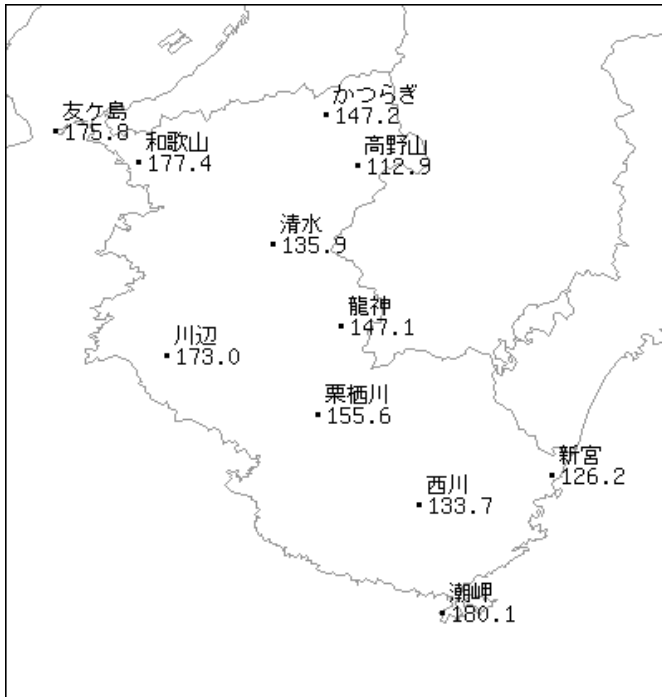 かつらぎ
147.2
友ケ島
175.8
和歌山
177.4
高野山
112.9
清水
135.9
龍神
147.1
川辺
173.0
栗栖川
155.6
新宮
126.2
西川
133.7
潮岬
180.1